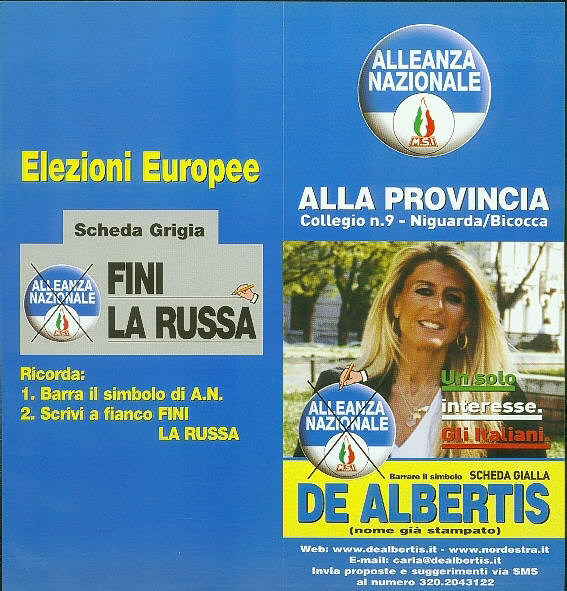 Elezioni Europee
Scheda Grigia
ALLEANZA
NAZIONALE
MSI
FINI
LA RUSSA
Ricorda:
1. Barra il simbolo di A.N.
2. Scrivi a fianco FINI
LA RUSSA
ALLEANZA
NAZIONALE
MSI
ALLA PROVINCIA
Collegio n.9 - Niguarda/Bicocca
Un solo
interesse.
Gli Italiani.
ALLEANZA
NAZIONALE
MSI
Barrare il simbolo SCHEDA GIALLA
DE ALBERTIS
(nome già stampato)
Web: www.dealbertis.it - www.nordestra.it
E-mail: carla@dealbertis.it
Invia proposte e suggerimenti via SMS
al numero 320.2043122